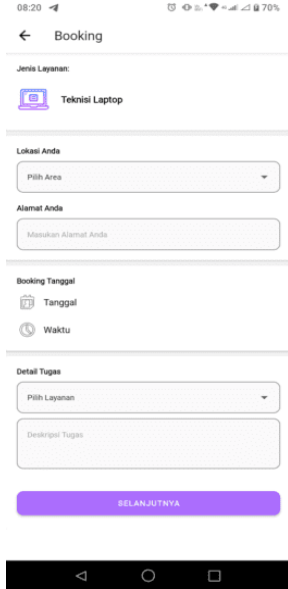 08:20 70%
Booking
Jenis Layanan:
Teknisi Laptop
Lokasi Anda
Pilih Area
Alamat Anda
Masukan Alamat Anda
Booking Tanggal
Tanggal
Waktu
Detail Tugas
Pilih Layanan
Deskripsi Tugas
SELANJUTNYA